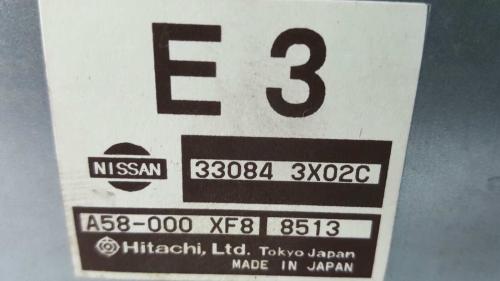 E 3
NISSAN 33084 3X02C
A58-000 XF8 8513
Hitachi, Ltd. Tokyo Japan
MADE IN JAPAN